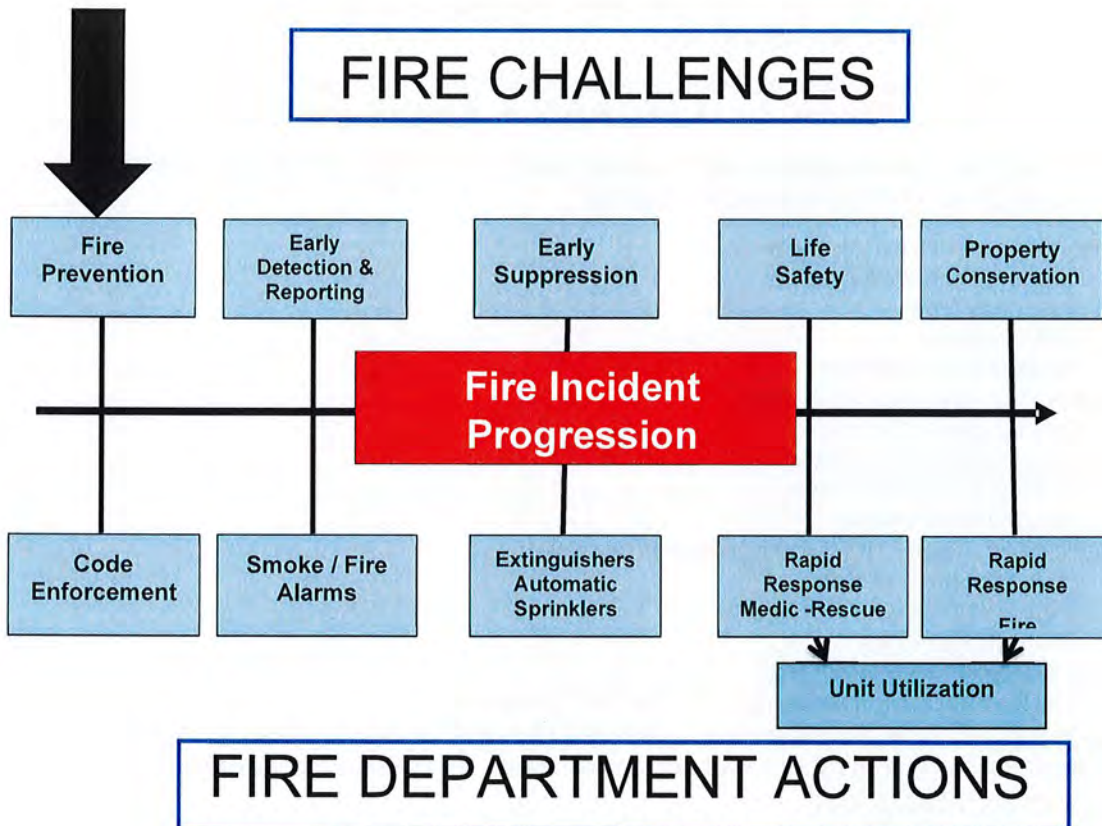 FIRE CHALLENGES
Fire
Prevention
Early
Detection &
Reporting
Early
Suppression
Life
Safety
Property
Conservation
Fire Incident
Progression
Code
Enforcement
Smoke / Fire
Alarms
Extinguishers
Automatic
Sprinklers
Rapid
Response
Medic -Rescue
Rapid
Response
Fire
Unit Utilization
FIRE DEPARTMENT ACTIONS